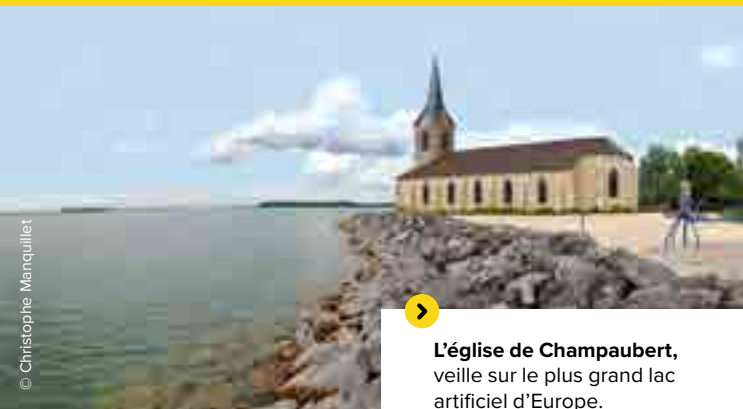 © Christophe Manquillet
L’église de Champaubert,
veille sur le plus grand lac
artificiel d’Europe.